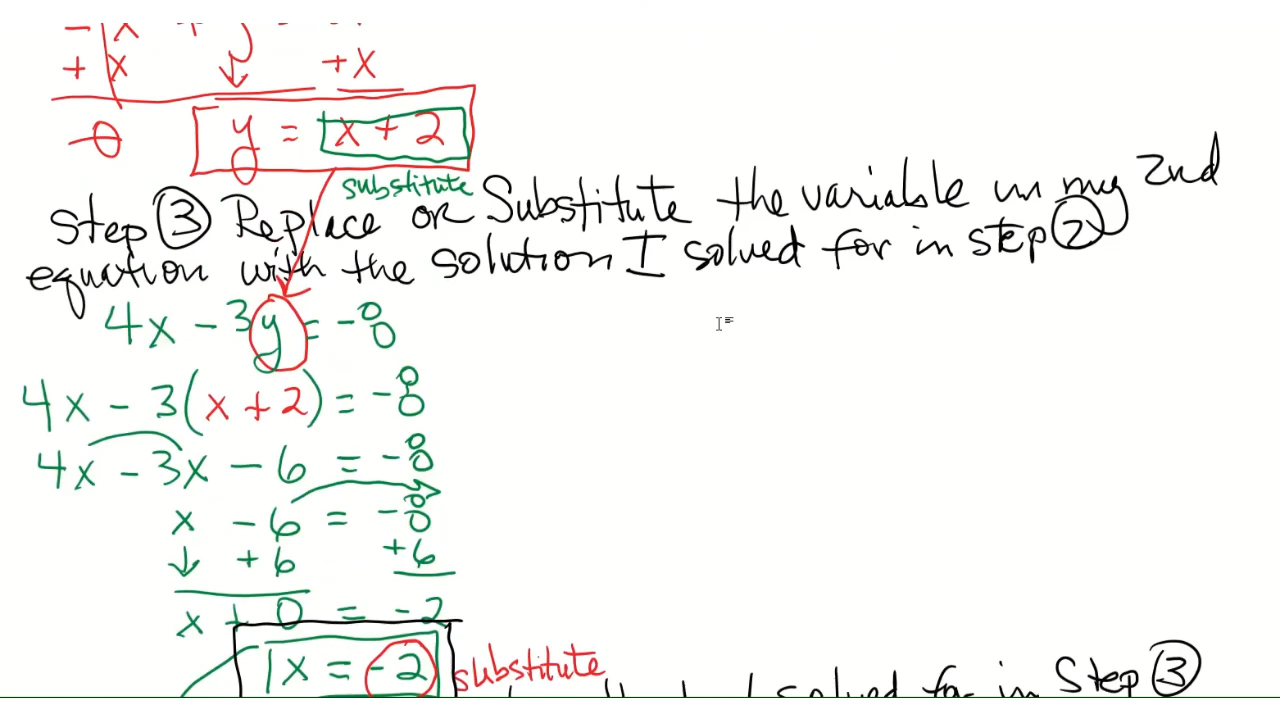 + x +x
0 y = x + 2
substitute
Step ③ Replace or Substitute the variable in my 2nd
equation with the solution I solved for in step ②
4x - 3y = -8
4x - 3(x + 2) = -8
4x - 3x - 6 = -8
x - 6 = -8
+ 6 +6
x + 0 = -2
1x = -2 substitute
solved for in Step ③